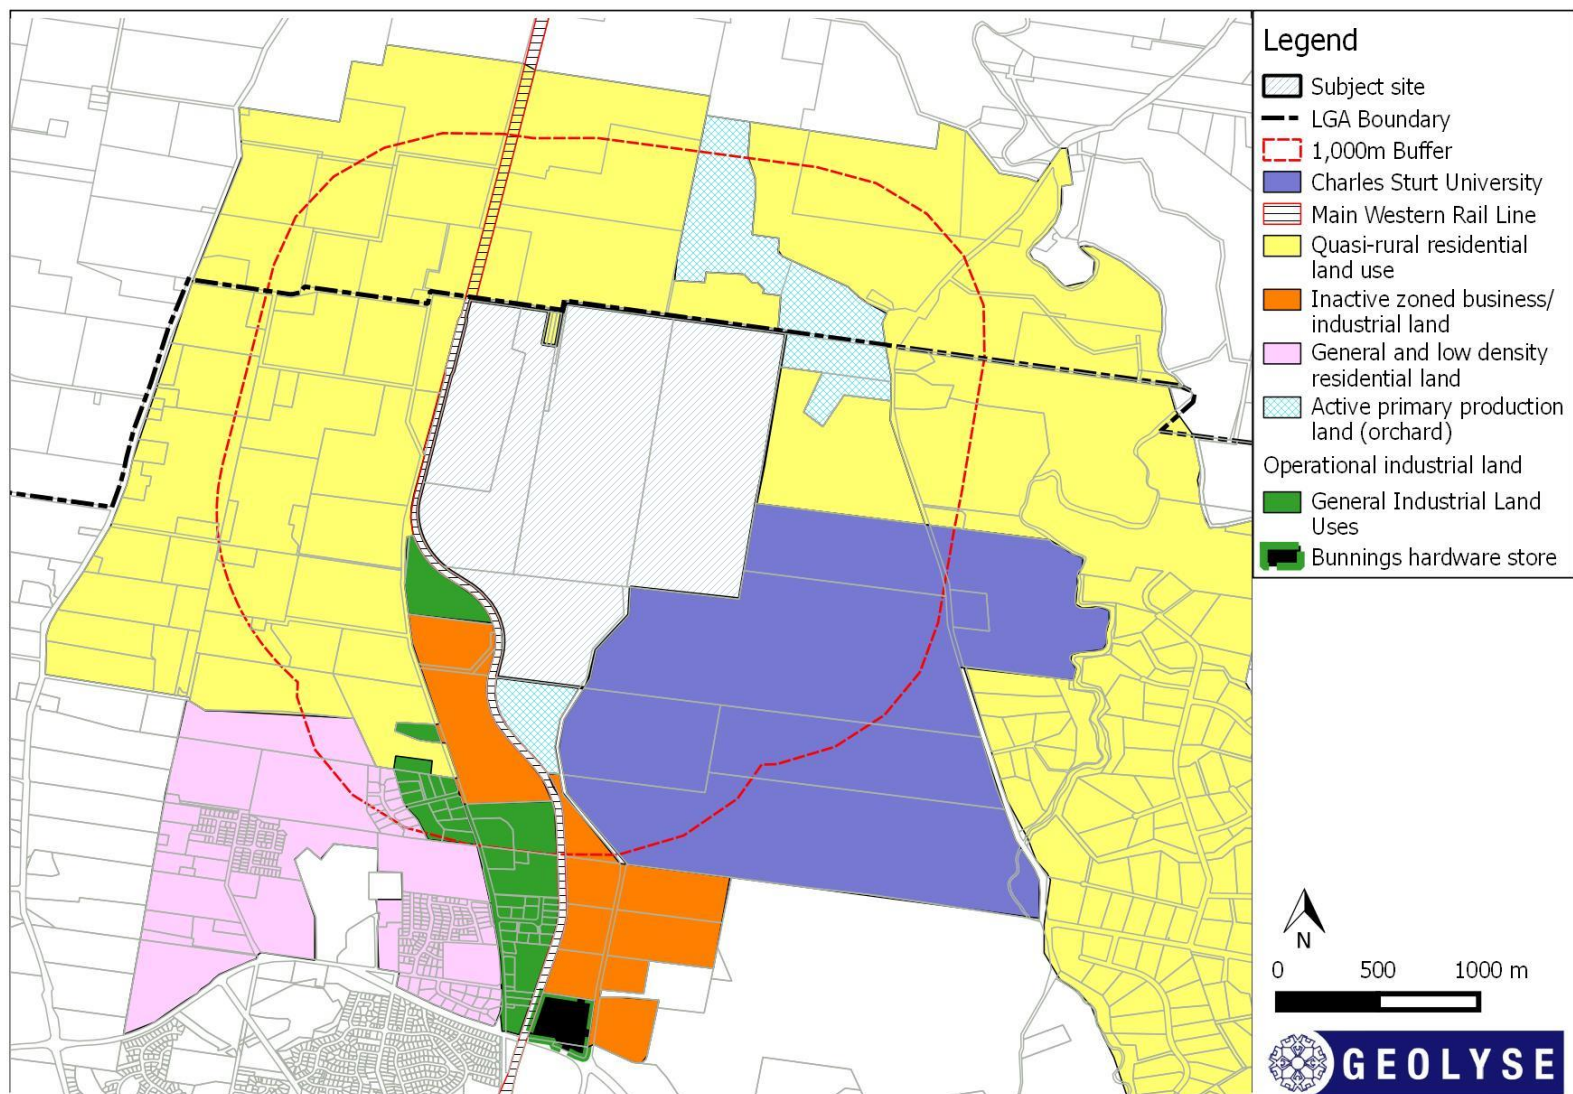 Legend
Subject site
LGA Boundary
1,000m Buffer
Charles Sturt University
Main Western Rail Line
Quasi-rural residential
land use
Inactive zoned business/
industrial land
General and low density
residential land
Active primary production
land (orchard)
Operational industrial land
General Industrial Land
Uses
Bunnings hardware store
N
0 500 1000 m
GEOLYSE